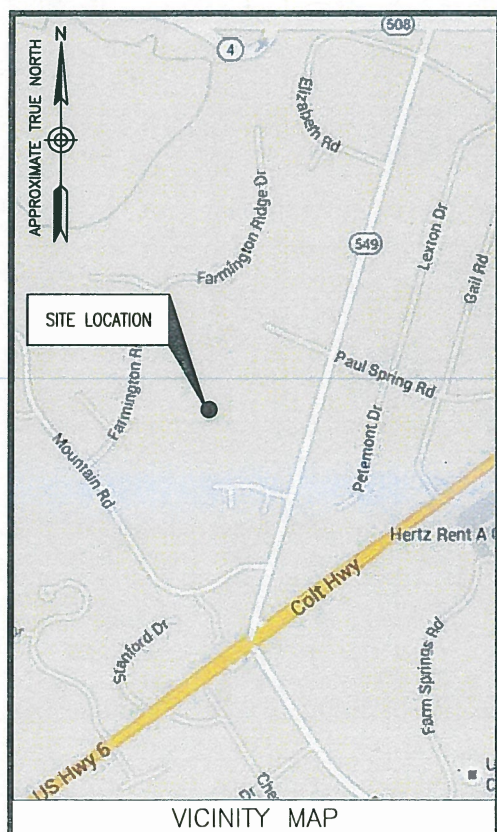 508
4
APPROXIMATE TRUE NORTH
N
Elizabeth Rd
Farmington Ridge Dr
549
Lexton Dr
Gail Rd
SITE LOCATION
Farmington R
Paul Spring Rd
Mountain Rd
Petemont Dr
Hertz Rent A C
Colt Hwy
Stanford Dr
Farm Springs Rd
US Hwy 6
Dr
VICINITY MAP